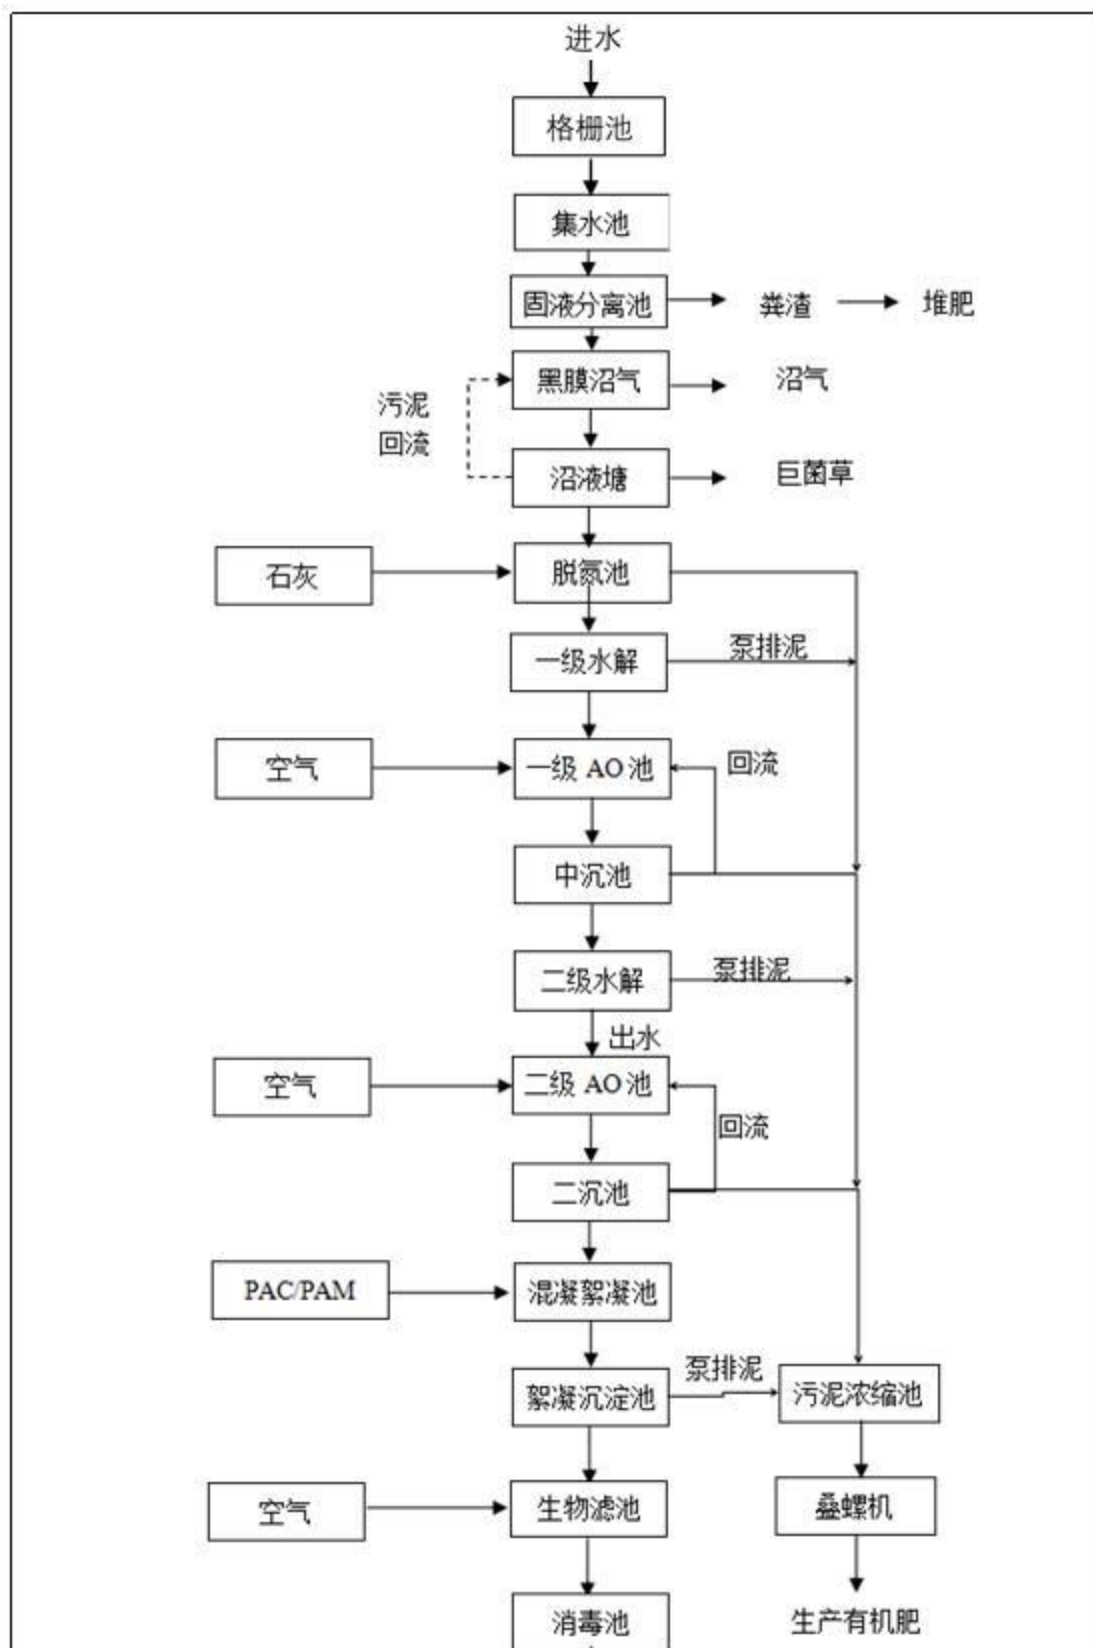 进水
格栅池
集水池
固液分离池
粪渣
堆肥
黑膜沼气
沼气
污泥
回流
沼液塘
巨菌草
石灰
脱氮池
一级水解
泵排泥
空气
一级 AO 池
回流
中沉池
二级水解
泵排泥
出水
空气
二级 AO 池
回流
二沉池
PAC/PAM
混凝絮凝池
絮凝沉淀池
泵排泥
污泥浓缩池
空气
生物滤池
叠螺机
消毒池
生产有机肥